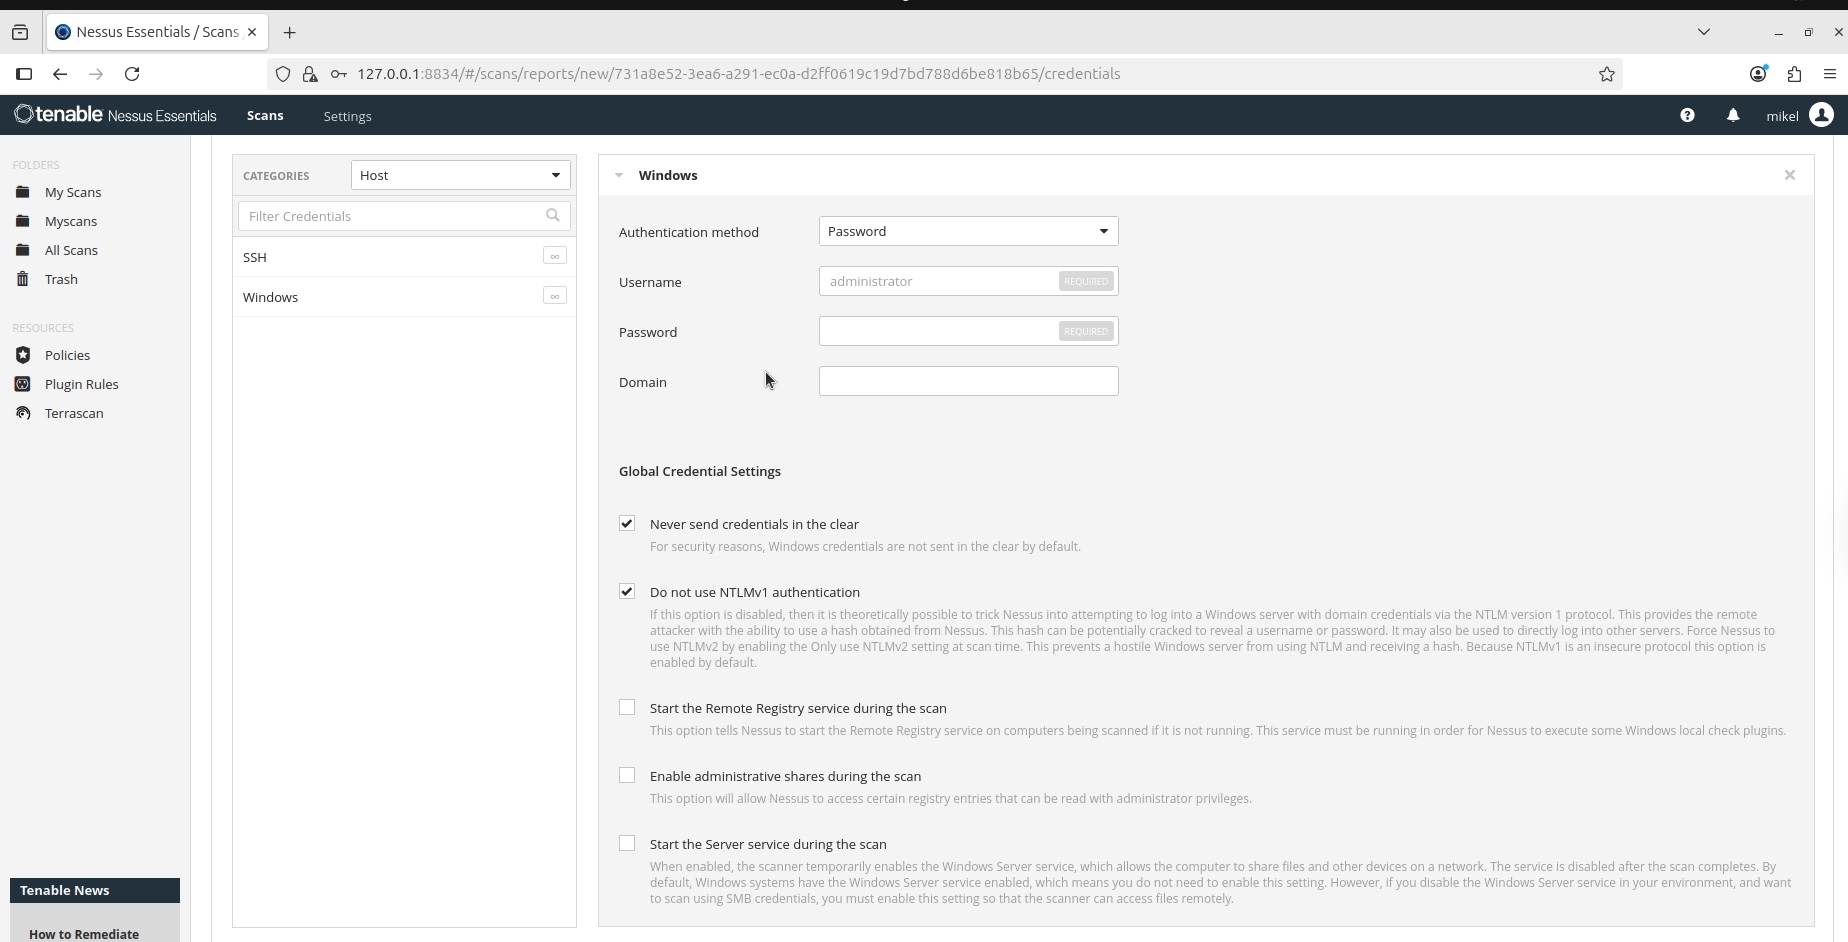 Nessus Essentials / Scans
127.0.0.1:8834/#/scans/reports/new/731a8e52-3ea6-a291-ec0a-d2ff0619c19d7bd788d6be818b65/credentials
tenable Nessus Essentials
Scans
Settings
mikel
FOLDERS
My Scans
Myscans
All Scans
Trash
RESOURCES
Policies
Plugin Rules
Terrascan
Tenable News
How to Remediate
CATEGORIES
Host
Filter Credentials
SSH
∞
Windows
∞
Windows
Authentication method
Password
Username
administrator
REQUIRED
Password
REQUIRED
Domain
Global Credential Settings
Never send credentials in the clear
For security reasons, Windows credentials are not sent in the clear by default.
Do not use NTLMv1 authentication
If this option is disabled, then it is theoretically possible to trick Nessus into attempting to log into a Windows server with domain credentials via the NTLM version 1 protocol. This provides the remote
attacker with the ability to use a hash obtained from Nessus. This hash can be potentially cracked to reveal a username or password. It may also be used to directly log into other servers. Force Nessus to
use NTLMv2 by enabling the Only use NTLMv2 setting at scan time. This prevents a hostile Windows server from using NTLM and receiving a hash. Because NTLMv1 is an insecure protocol this option is
enabled by default.
Start the Remote Registry service during the scan
This option tells Nessus to start the Remote Registry service on computers being scanned if it is not running. This service must be running in order for Nessus to execute some Windows local check plugins.
Enable administrative shares during the scan
This option will allow Nessus to access certain registry entries that can be read with administrator privileges.
Start the Server service during the scan
When enabled, the scanner temporarily enables the Windows Server service, which allows the computer to share files and other devices on a network. The service is disabled after the scan completes. By
default, Windows systems have the Windows Server service enabled, which means you do not need to enable this setting. However, if you disable the Windows Server service in your environment, and want
to scan using SMB credentials, you must enable this setting so that the scanner can access files remotely.